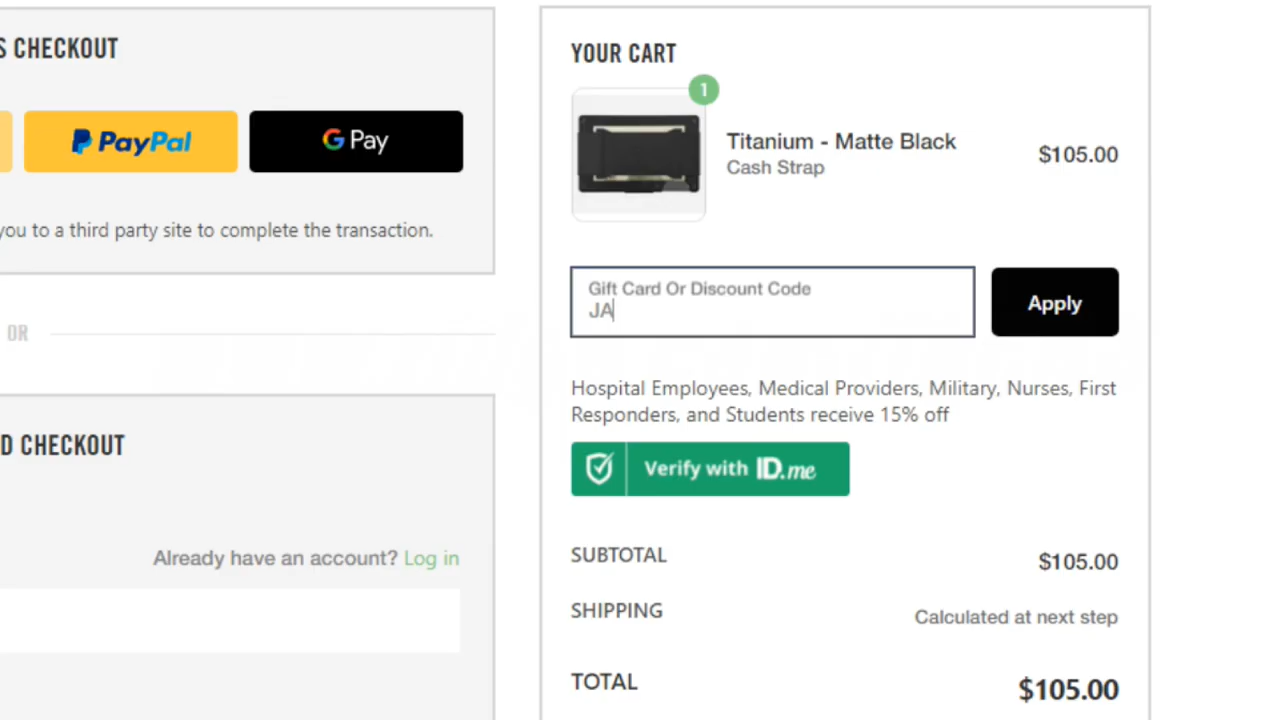 S CHECKOUT
PayPal
G Pay
you to a third party site to complete the transaction.
OR
D CHECKOUT
Already have an account? Log in
YOUR CART
1
Titanium - Matte Black
$105.00
Cash Strap
Gift Card Or Discount Code
JA
Apply
Hospital Employees, Medical Providers, Military, Nurses, First
Responders, and Students receive 15% off
Verify with ID.me
SUBTOTAL
$105.00
SHIPPING
Calculated at next step
TOTAL
$105.00